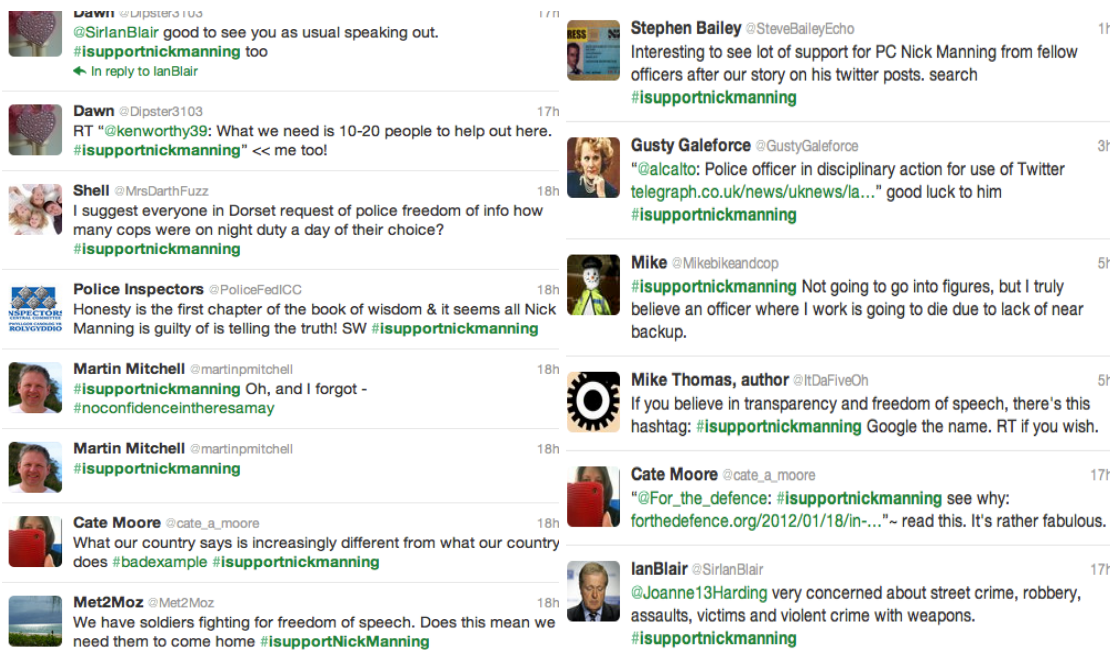 Dawn @Dipster3103 17h
@SirIanBlair good to see you as usual speaking out.
#isupportnickmanning too
In reply to IanBlair
Dawn @Dipster3103 17h
RT “@kenworthy39: What we need is 10-20 people to help out here.
#isupportnickmanning” << me too!
Shell @MrsDarthFuzz 18h
I suggest everyone in Dorset request of police freedom of info how
many cops were on night duty a day of their choice?
#isupportnickmanning
Police Inspectors @PoliceFedICC 18h
Honesty is the first chapter of the book of wisdom & it seems all Nick
Manning is guilty of is telling the truth! SW #isupportnickmanning
Martin Mitchell @martinpmitchell 18h
#isupportnickmanning Oh, and I forgot -
#noconfidenceintheresamay
Martin Mitchell @martinpmitchell 18h
#isupportnickmanning
Cate Moore @cate_a_moore 18h
What our country says is increasingly different from what our country
does #badexample #isupportnickmanning
Met2Moz @Met2Moz 18h
We have soldiers fighting for freedom of speech. Does this mean we
need them to come home #isupportNickManning
Stephen Bailey @SteveBaileyEcho 1h
Interesting to see lot of support for PC Nick Manning from fellow
officers after our story on his twitter posts. search
#isupportnickmanning
Gusty Galeforce @GustyGaleforce 3h
“@alcalto: Police officer in disciplinary action for use of Twitter
telegraph.co.uk/news/uknews/la...” good luck to him
#isupportnickmanning
Mike @Mikebikeandcop 5h
#isupportnickmanning Not going to go into figures, but I truly
believe an officer where I work is going to die due to lack of near
backup.
Mike Thomas, author @ItDaFiveOh 5h
If you believe in transparency and freedom of speech, there's this
hashtag: #isupportnickmanning Google the name. RT if you wish.
Cate Moore @cate_a_moore 17h
“@For_the_defence: #isupportnickmanning see why:
forthedefence.org/2012/01/18/in-...”~ read this. It's rather fabulous.
IanBlair @SirIanBlair 17h
@Joanne13Harding very concerned about street crime, robbery,
assaults, victims and violent crime with weapons.
#isupportnickmanning